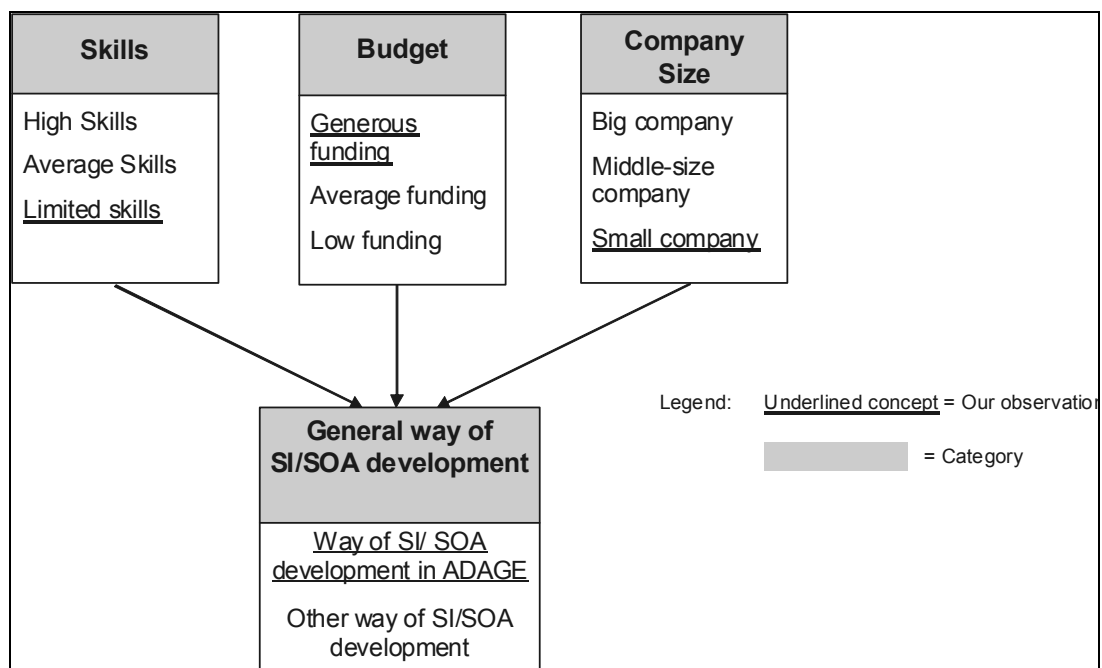 Skills
High Skills
Average Skills
Limited skills
Budget
Generous
funding
Average funding
Low funding
Company
Size
Big company
Middle-size
company
Small company
General way of
SI/SOA development
Way of SI/ SOA
development in ADAGE
Other way of SI/SOA
development
Legend: Underlined concept = Our observation
= Category